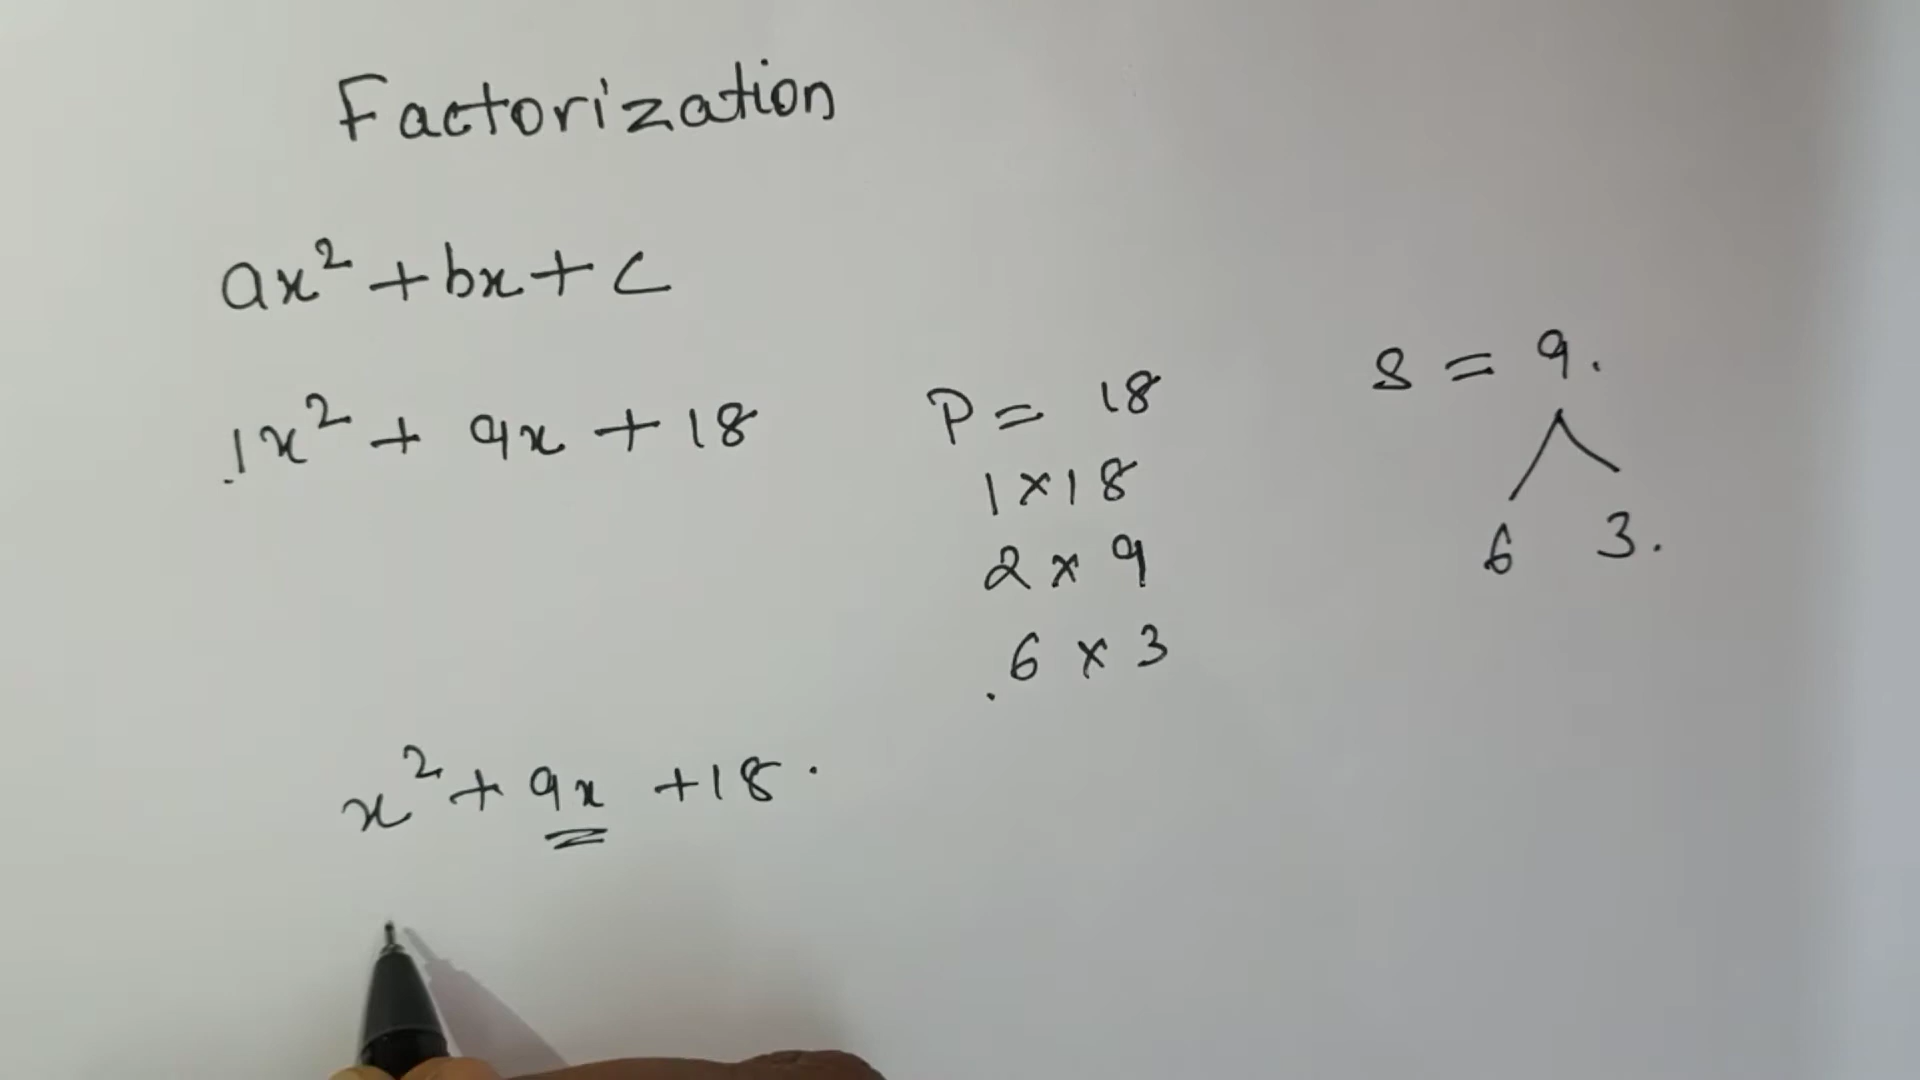 Factorization
ax² + bx + c
1x² + 9x + 18
P = 18
1 × 18
2 × 9
6 × 3
S = 9.
6 3.
x² + 9x + 18.